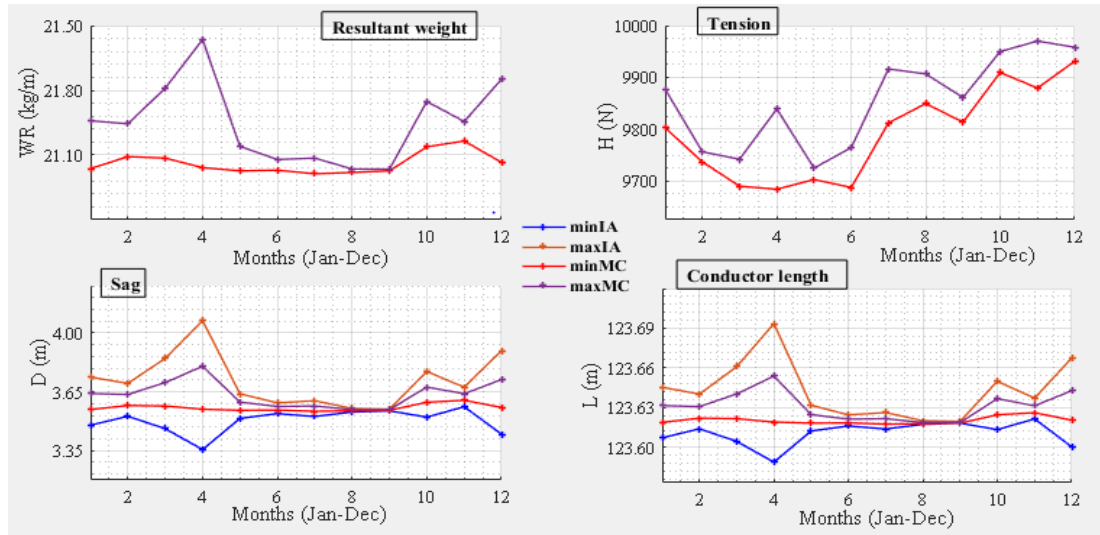 Resultant weight
21.50
21.30
21.10
WR (kg/m)
2 4 6 8 10 12
Months (Jan-Dec)
Tension
10000
9900
9800
9700
H (N)
2 4 6 8 10 12
Months (Jan-Dec)
minIA
maxIA
minMC
maxMC
Sag
4.00
3.65
3.35
D (m)
2 4 6 8 10 12
Months (Jan-Dec)
Conductor length
123.69
123.66
123.63
123.60
L (m)
2 4 6 8 10 12
Months (Jan-Dec)